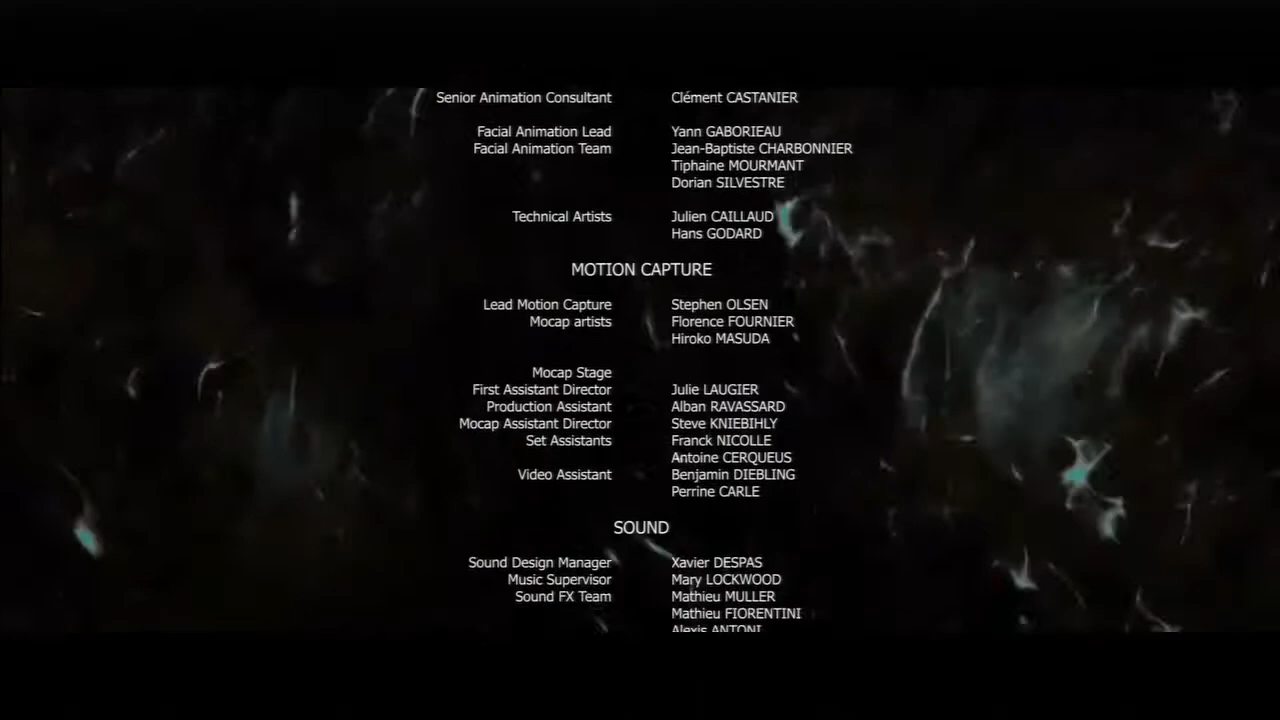 Senior Animation Consultant Clément CASTANIER
Facial Animation Lead Yann GABORIEAU
Facial Animation Team Jean-Baptiste CHARBONNIER
Tiphaine MOURMANT
Dorian SILVESTRE
Technical Artists Julien CAILLAUD
Hans GODARD
MOTION CAPTURE
Lead Motion Capture Stephen OLSEN
Mocap artists Florence FOURNIER
Hiroko MASUDA
Mocap Stage
First Assistant Director Julie LAUGIER
Production Assistant Alban RAVASSARD
Mocap Assistant Director Steve KNIEBIHLY
Set Assistants Franck NICOLLE
Antoine CERQUEUS
Video Assistant Benjamin DIEBLING
Perrine CARLE
SOUND
Sound Design Manager Xavier DESPAS
Music Supervisor Mary LOCKWOOD
Sound FX Team Mathieu MULLER
Mathieu FIORENTINI
Alexis ANTONI